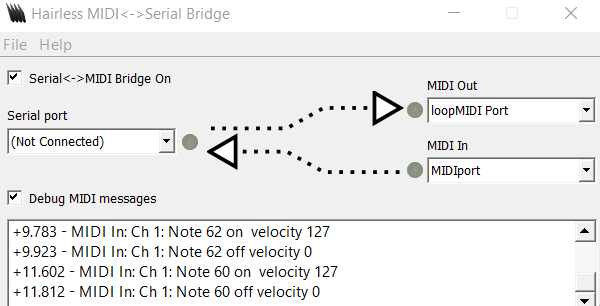 Hairless MIDI<->Serial Bridge
File Help
Serial<->MIDI Bridge On
MIDI Out
Serial port
loopMIDI Port
(Not Connected)
MIDI In
MIDIport
Debug MIDI messages
+9.783 - MIDI In: Ch 1: Note 62 on  velocity 127
+9.923 - MIDI In: Ch 1: Note 62 off velocity 0
+11.602 - MIDI In: Ch 1: Note 60 on  velocity 127
+11.812 - MIDI In: Ch 1: Note 60 off velocity 0